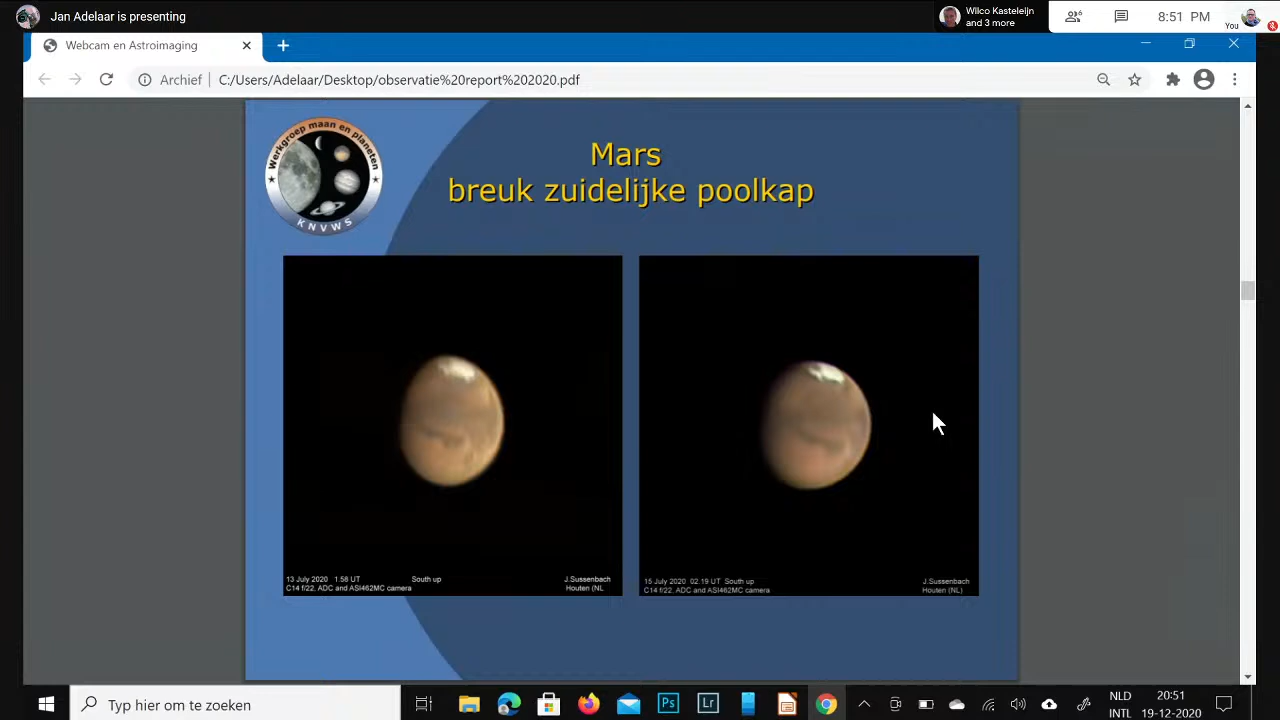 Jan Adelaar is presenting
Wilco Kasteleijn
and 3 more
6
8:51 PM
You
Webcam en Astroimaging
Archief
C:/Users/Adelaar/Desktop/observatie%20report%202020.pdf
Werkgroep maan en planeten
KNVWS
Mars
breuk zuidelijke poolkap
13 July 2020 1.58 UT South up J.Sussenbach
C14 f/22. ADC and ASI462MC camera Houten (NL
15 July 2020 02.19 UT South up J.Sussenbach
C14 f/22. ADC and ASI462MC camera Houten (NL)
Typ hier om te zoeken
Ps
Lr
NLD
INTL
20:51
19-12-2020